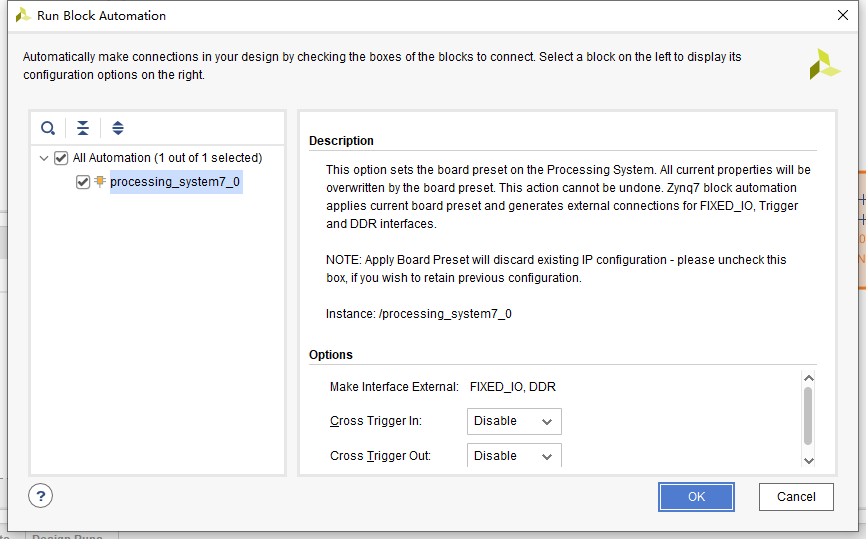 Run Block Automation
Automatically make connections in your design by checking the boxes of the blocks to connect. Select a block on the left to display its
configuration options on the right.
All Automation (1 out of 1 selected)
processing_system7_0
Description
This option sets the board preset on the Processing System. All current properties will be
overwritten by the board preset. This action cannot be undone. Zynq7 block automation
applies current board preset and generates external connections for FIXED_IO, Trigger
and DDR interfaces.
NOTE: Apply Board Preset will discard existing IP configuration - please uncheck this
box, if you wish to retain previous configuration.
Instance: /processing_system7_0
Options
Make Interface External: FIXED_IO, DDR
Cross Trigger In: Disable
Cross Trigger Out: Disable
?
OK
Cancel
Design Runs